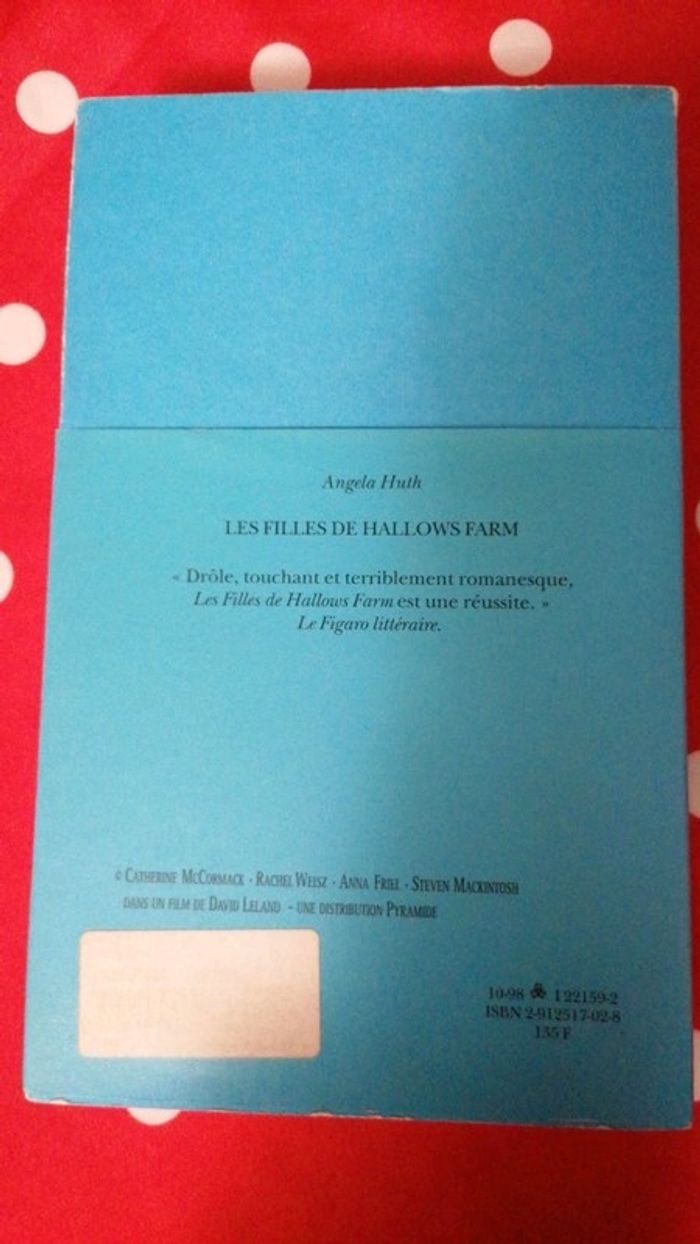 Angela Huth
LES FILLES DE HALLOWS FARM
« Drôle, touchant et terriblement romanesque,
Les Filles de Hallows Farm est une réussite. »
Le Figaro littéraire.
© CATHERINE MCCORMACK · RACHEL WEISZ · ANNA FRIEL · STEVEN MACKINTOSH
DANS UN FILM DE DAVID LELAND - UNE DISTRIBUTION PYRAMIDE
10-98 I 22159-2
ISBN 2-912517-02-8
135 F